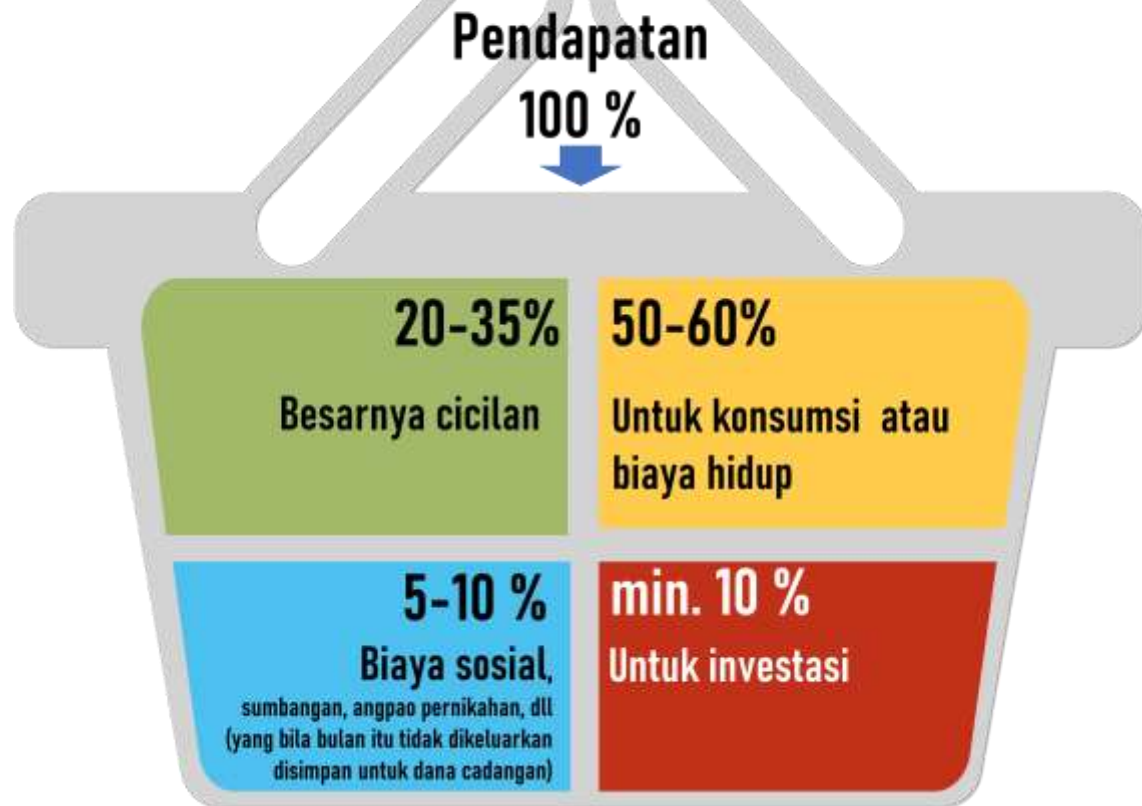 Pendapatan
100 %
20-35%
Besarnya cicilan
50-60%
Untuk konsumsi atau
biaya hidup
5-10 %
Biaya sosial,
sumbangan, angpao pernikahan, dll
(yang bila bulan itu tidak dikeluarkan
disimpan untuk dana cadangan)
min. 10 %
Untuk investasi